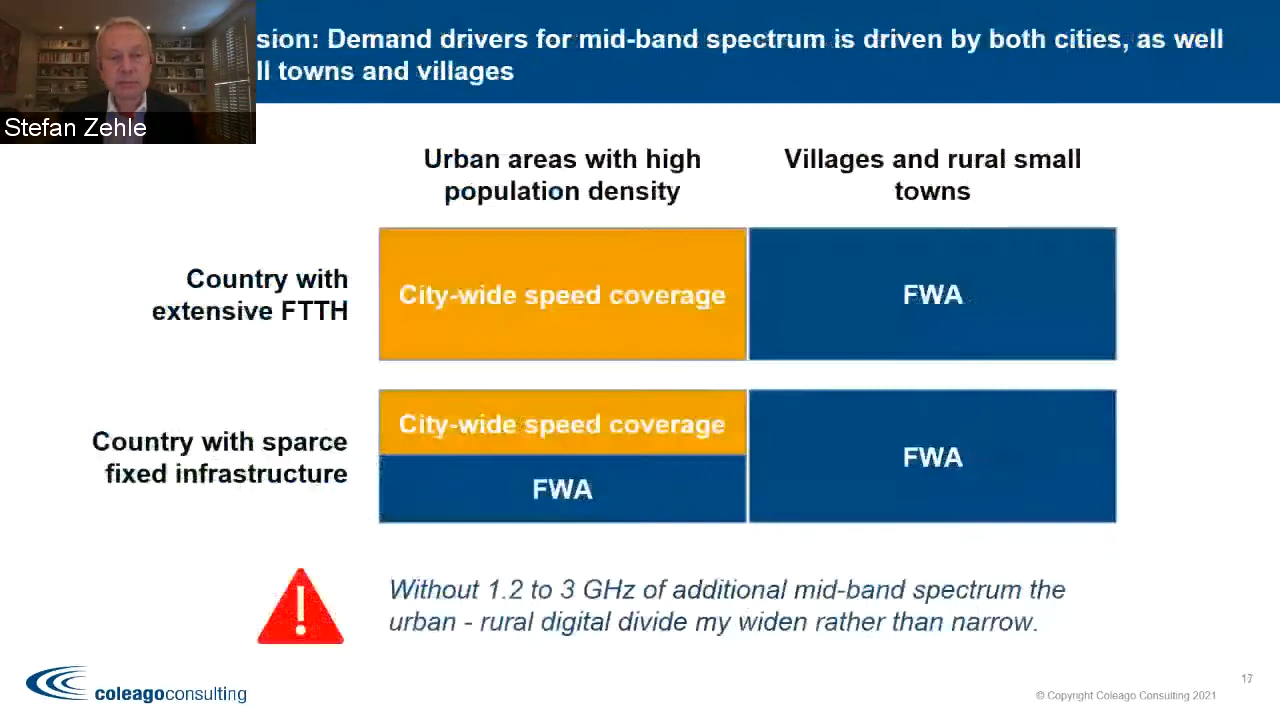 sion: Demand drivers for mid-band spectrum is driven by both cities, as well
ll towns and villages
Stefan Zehle
Urban areas with high
population density
Villages and rural small
towns
Country with
extensive FTTH
City-wide speed coverage
FWA
Country with sparce
fixed infrastructure
City-wide speed coverage
FWA
FWA
Without 1.2 to 3 GHz of additional mid-band spectrum the
urban - rural digital divide my widen rather than narrow.
coleagoconsulting
17
© Copyright Coleago Consulting 2021